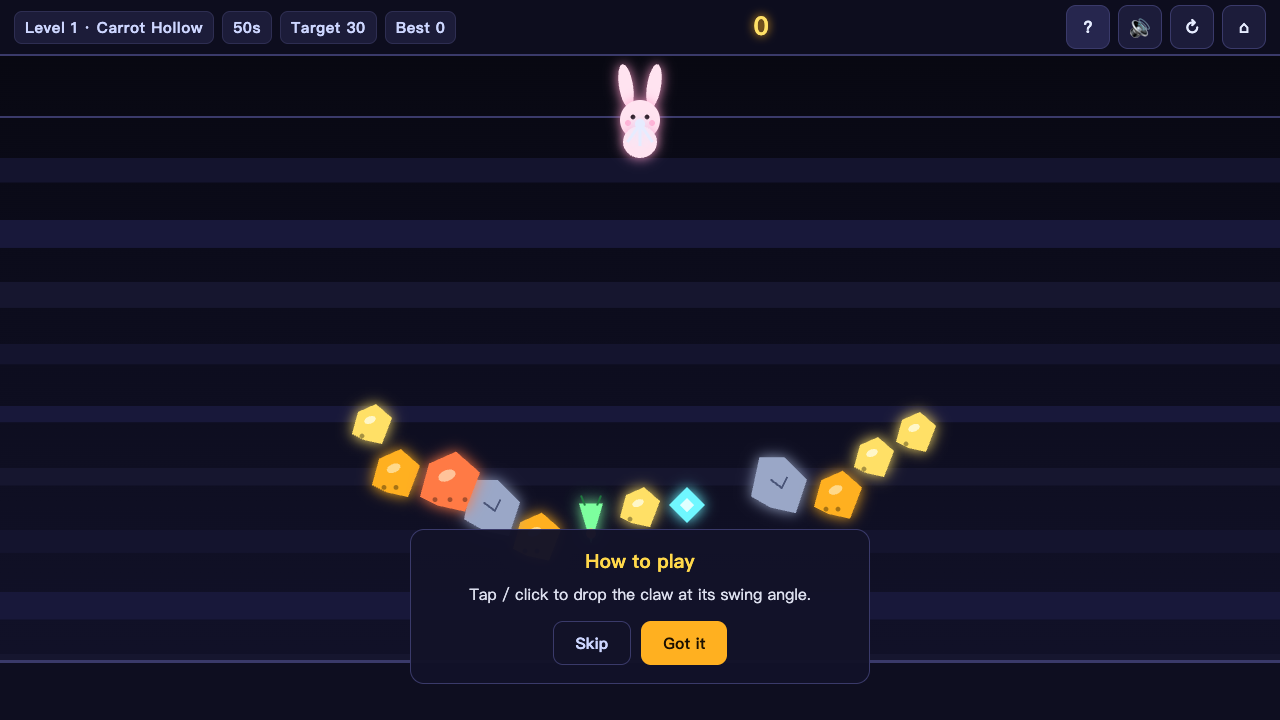 Level 1 · Carrot Hollow
50s
Target 30
Best 0
0
?
How to play
Tap / click to drop the claw at its swing angle.
Skip
Got it